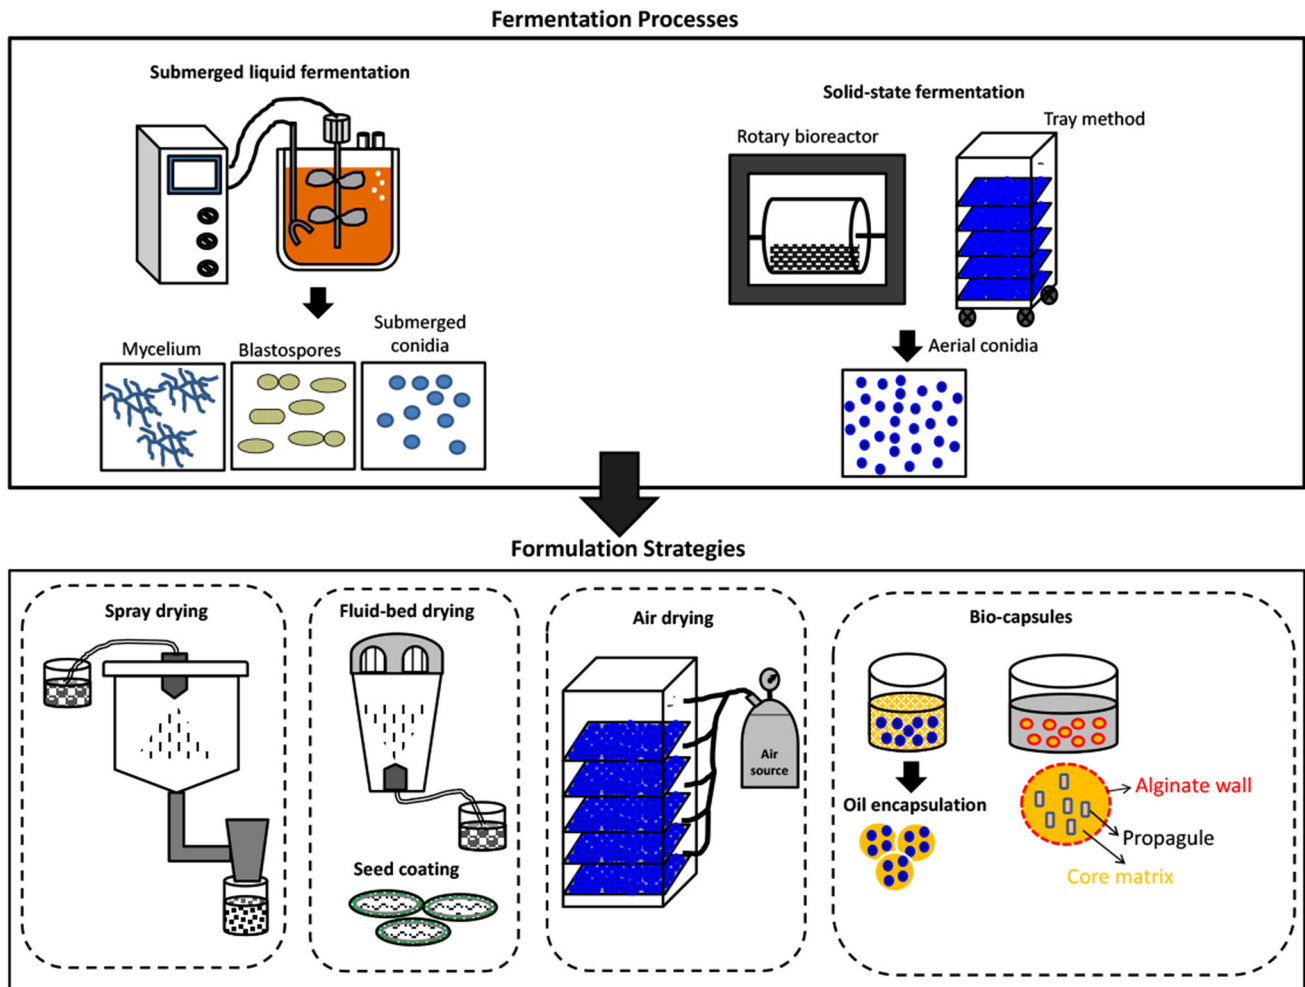 Fermentation Processes
Submerged liquid fermentation
Solid-state fermentation
Rotary bioreactor
Tray method
Mycelium
Blastospores
Submerged
conidia
Aerial conidia
Formulation Strategies
Spray drying
Fluid-bed drying
Seed coating
Air drying
Air
source
Bio-capsules
Oil encapsulation
Alginate wall
Propagule
Core matrix